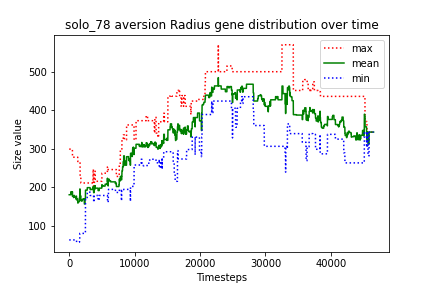 solo_78 aversion Radius gene distribution over time
max
mean
min
Size value
500
400
300
200
100
0
10000
20000
30000
40000
Timesteps